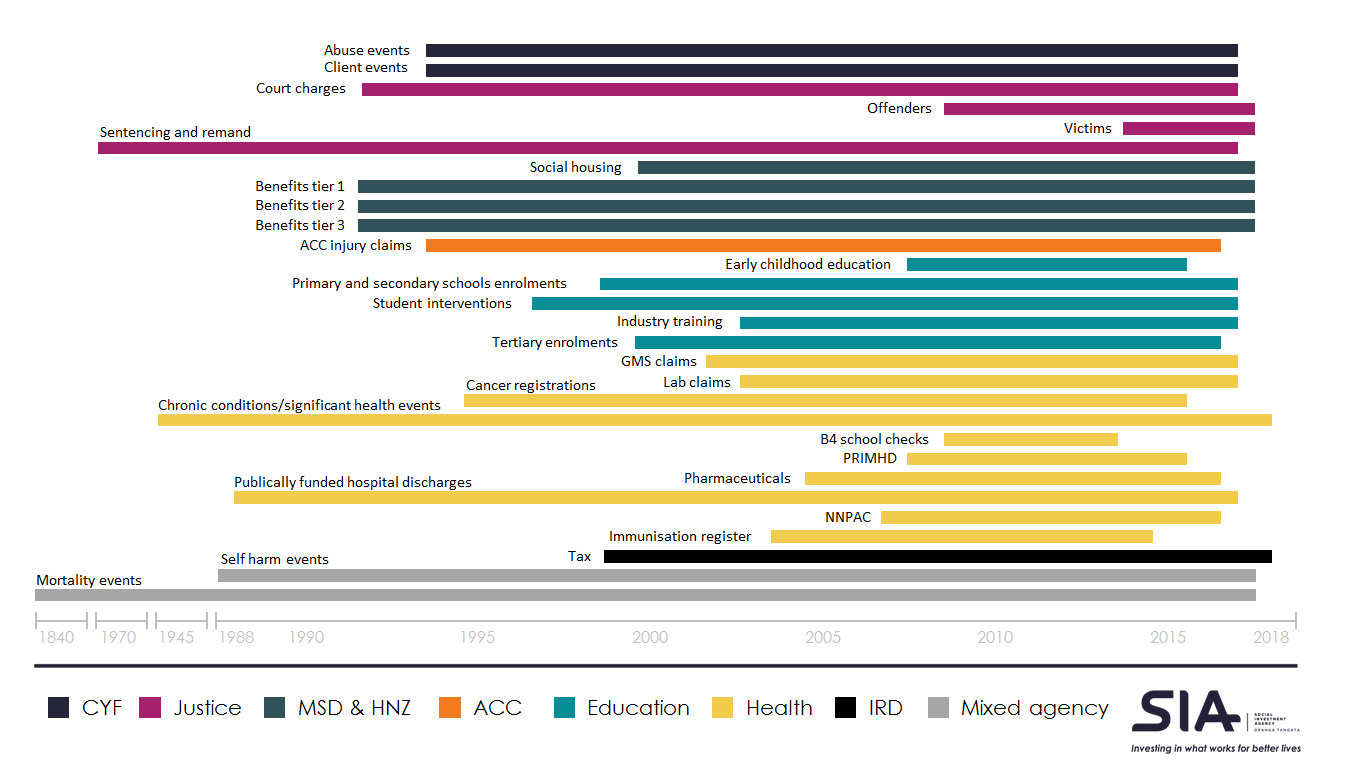 Abuse events
Client events
Court charges
Offenders
Victims
Sentencing and remand
Social housing
Benefits tier 1
Benefits tier 2
Benefits tier 3
ACC injury claims
Early childhood education
Primary and secondary schools enrolments
Student interventions
Industry training
Tertiary enrolments
GMS claims
Lab claims
Cancer registrations
Chronic conditions/significant health events
B4 school checks
PRIMHD
Pharmaceuticals
Publically funded hospital discharges
NNPAC
Immunisation register
Tax
Self harm events
Mortality events
1840 1970 1945 1988 1990 1995 2000 2005 2010 2015 2018
CYF Justice MSD & HNZ ACC Education Health IRD Mixed agency
SIA
SOCIAL
INVESTMENT
AGENCY
ORANGA TANGATA
Investing in what works for better lives